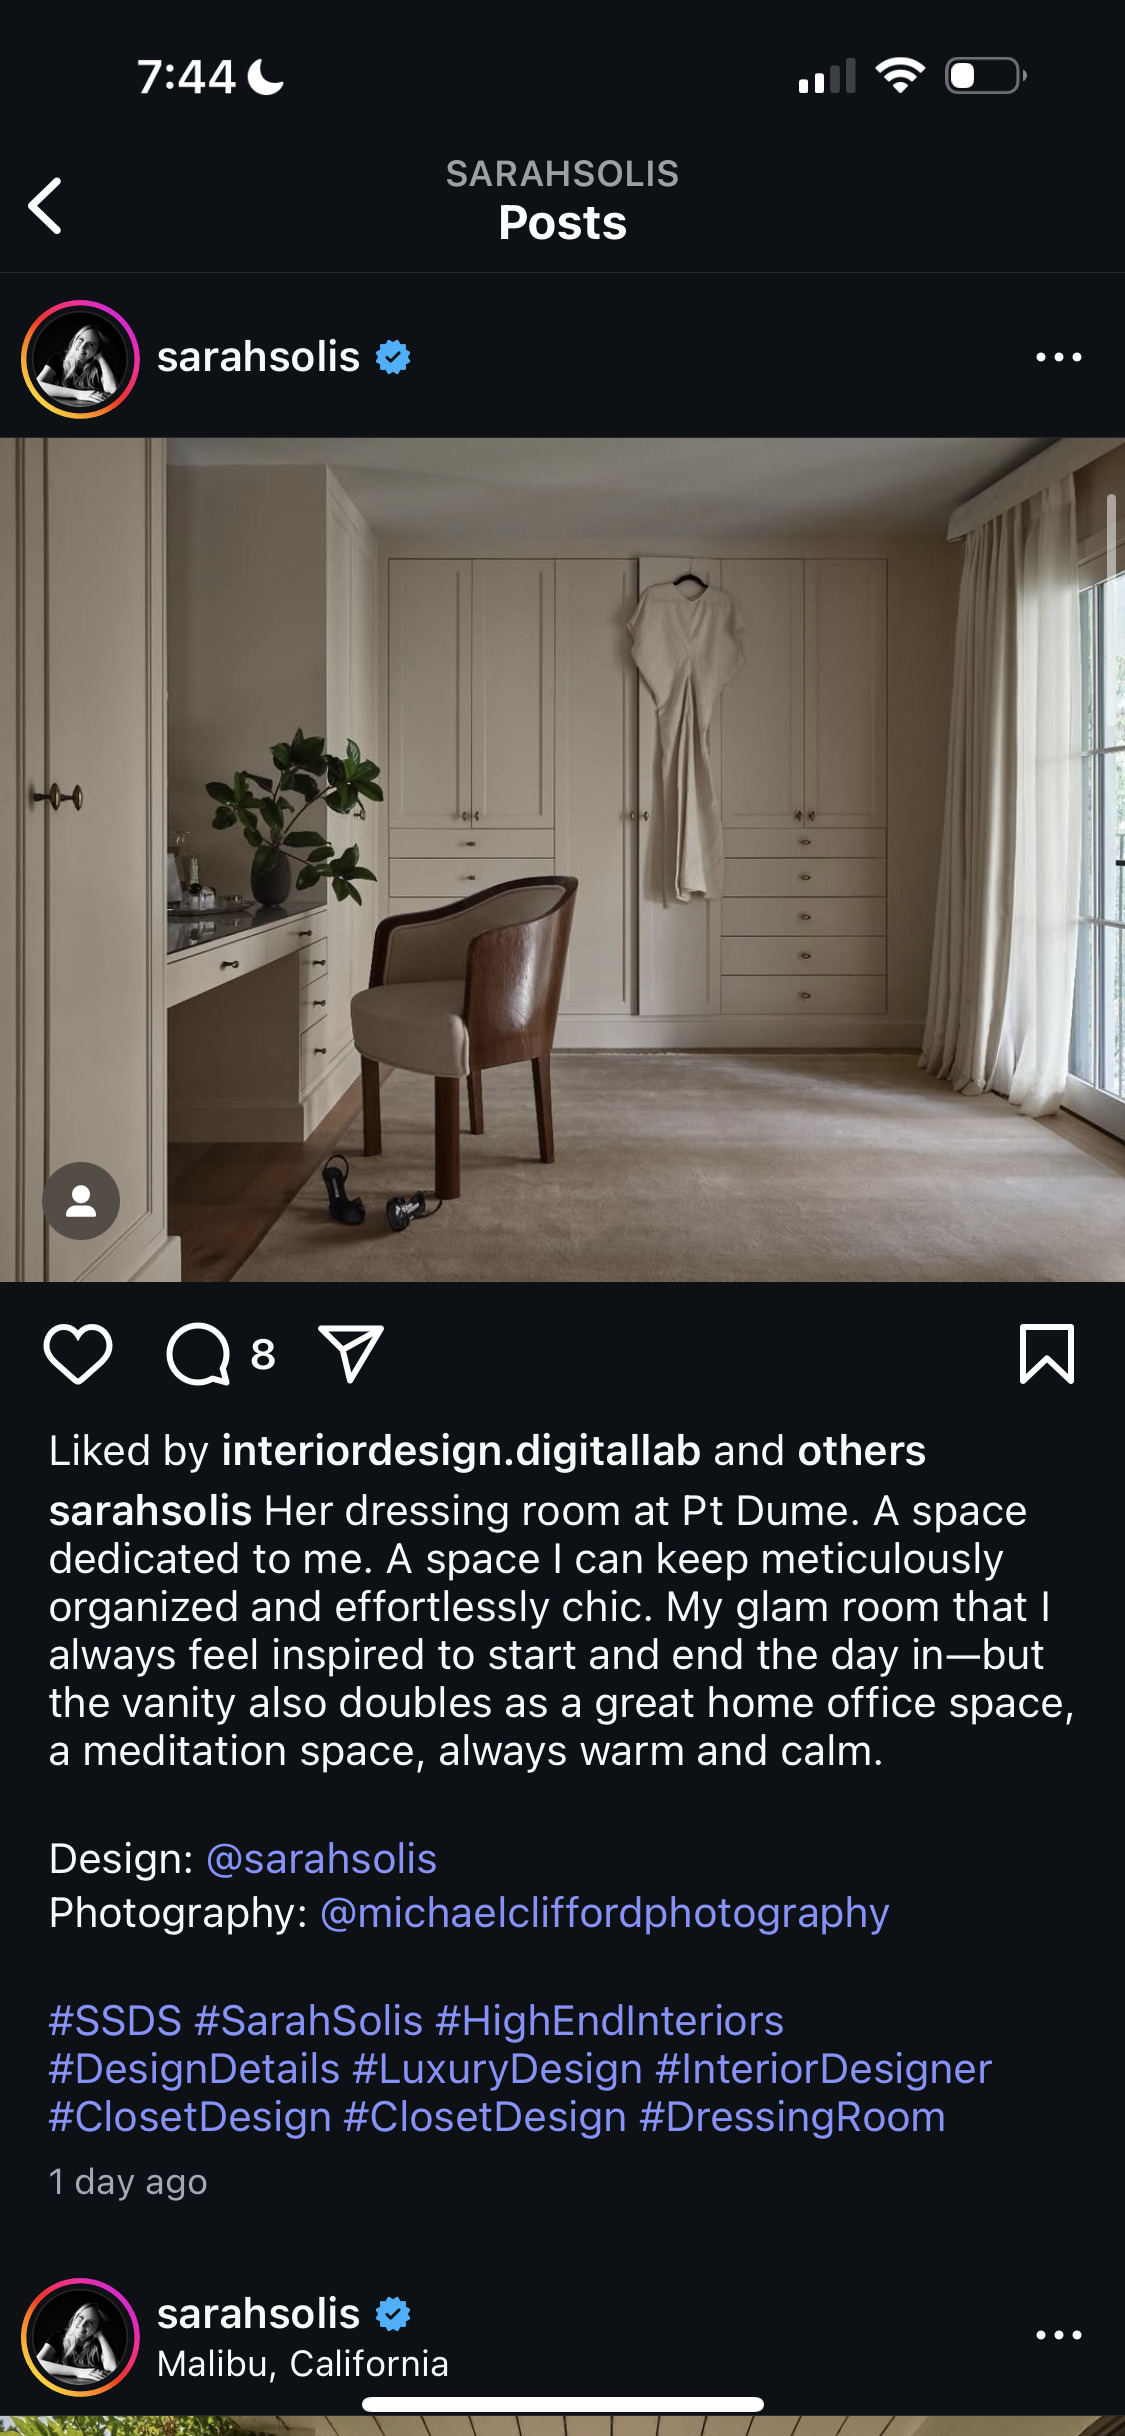 7:44
SARAHSOLIS
Posts
sarahsolis
8
Liked by interiordesign.digitallab and others
sarahsolis Her dressing room at Pt Dume. A space
dedicated to me. A space I can keep meticulously
organized and effortlessly chic. My glam room that I
always feel inspired to start and end the day in—but
the vanity also doubles as a great home office space,
a meditation space, always warm and calm.
Design: @sarahsolis
Photography: @michaelcliffordphotography
#SSDS #SarahSolis #HighEndInteriors
#DesignDetails #LuxuryDesign #InteriorDesigner
#ClosetDesign #ClosetDesign #DressingRoom
1 day ago
sarahsolis
Malibu, California